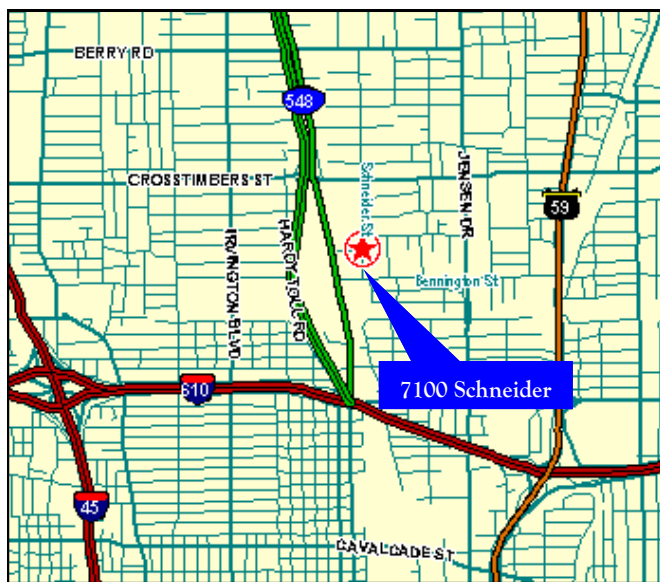 BERRY RD
548
CROSSTIMBERS ST
Schneider St
JENSEN DR
59
IRVINGTON BLVD
HARDY TOLL RD
Bennington St
7100 Schneider
610
45
CAVALCADE ST